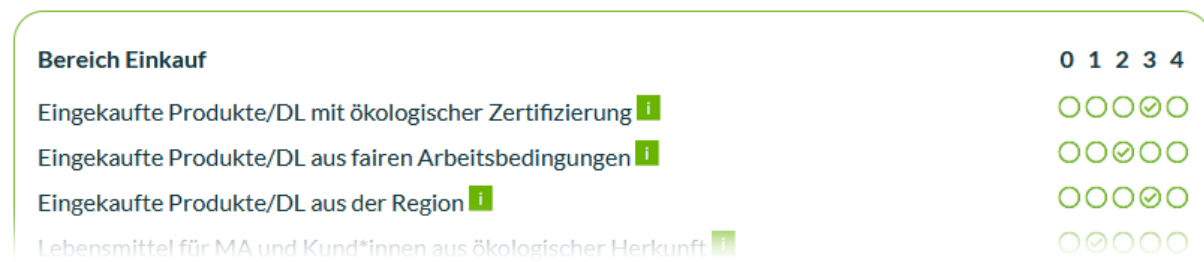 Bereich Einkauf 0 1 2 3 4
Eingekaufte Produkte/DL mit ökologischer Zertifizierung i
Eingekaufte Produkte/DL aus fairen Arbeitsbedingungen i
Eingekaufte Produkte/DL aus der Region i
Lebensmittel für MA und Kund*innen aus ökologischer Herkunft i